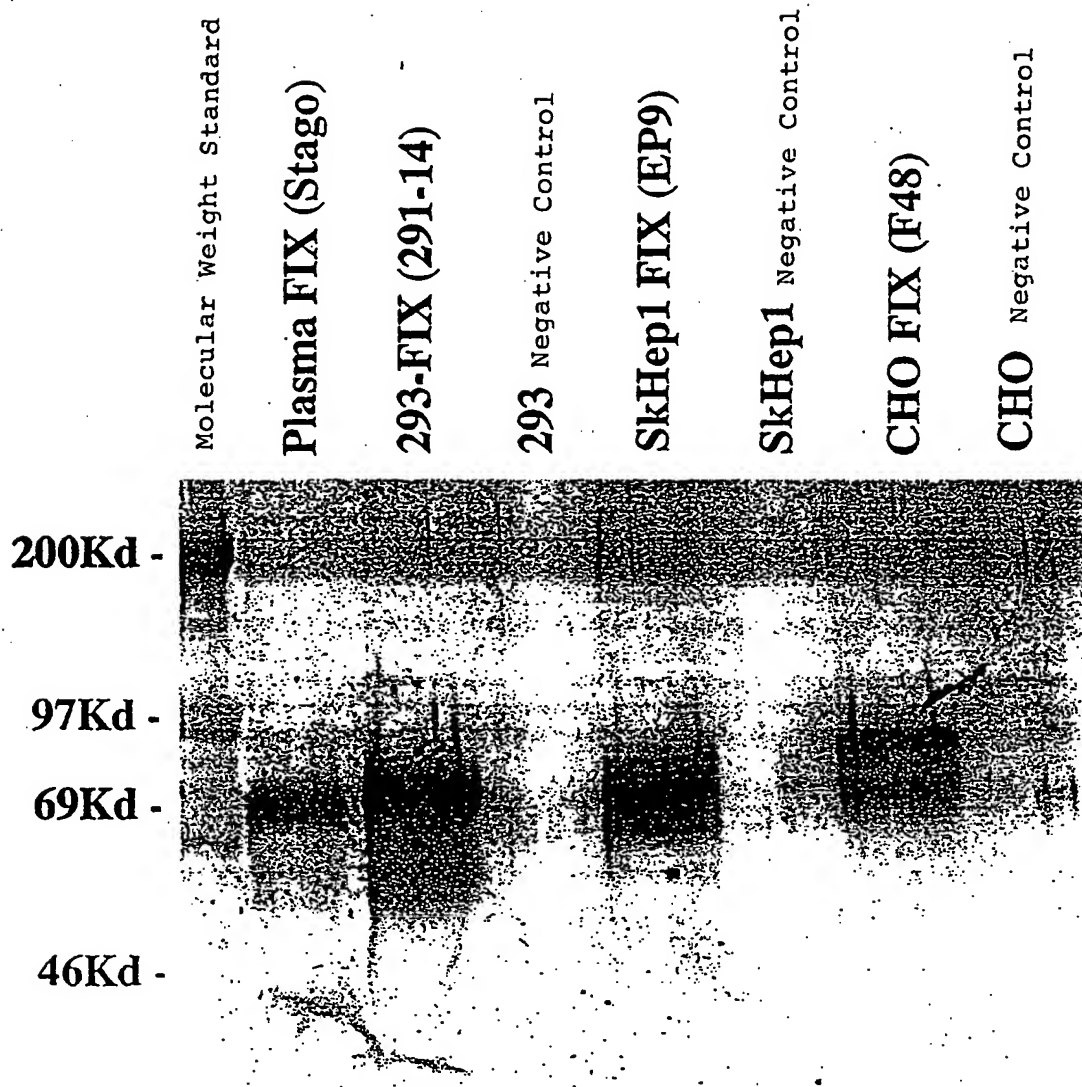 Molecular Weight Standard
Plasma FIX (Stago)
293-FIX (291-14)
293 Negative Control
SkHep1 FIX (EP9)
SkHep1 Negative Control
CHO FIX (F48)
CHO Negative Control
200Kd -
97Kd -
69Kd -
46Kd -